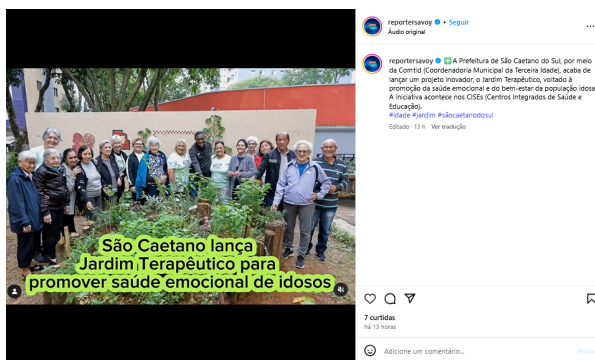 reportersavoy • Seguir
Áudio original
reportersavoy A Prefeitura de São Caetano do Sul, por meio
da Comtid (Coordenadoria Municipal da Terceira Idade), acaba de
lançar um projeto inovador, o Jardim Terapêutico, voltado à
promoção da saúde emocional e do bem-estar da população idosa
A iniciativa acontece nos CISEs (Centros Integrados de Saúde e
Educação).
#idade #jardim #sãocaetanodosul
Editado · 13 h Ver tradução
São Caetano lança
Jardim Terapêutico para
promover saúde emocional de idosos
7 curtidas
há 13 horas
Adicione um comentário...